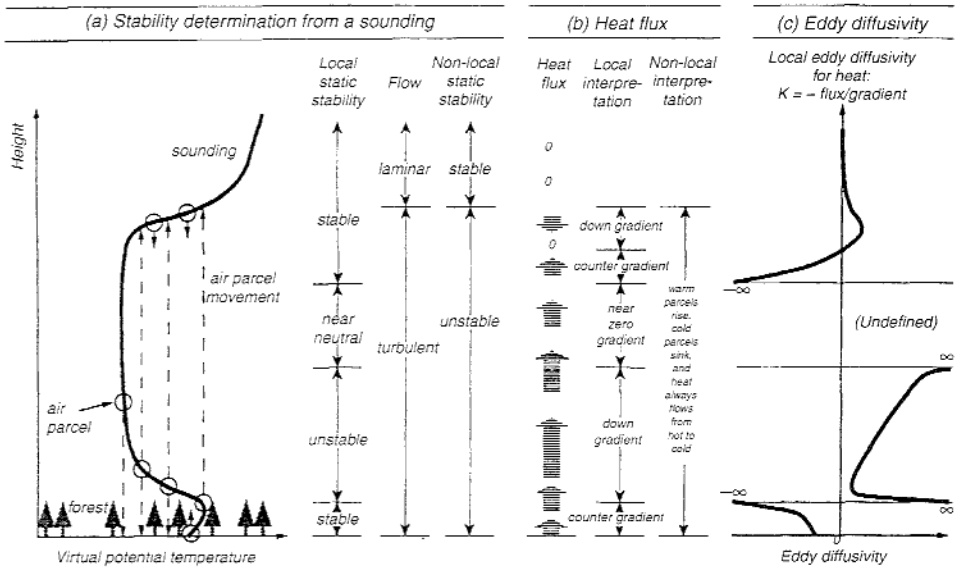 (a) Stability determination from a sounding
(b) Heat flux
(c) Eddy diffusivity
Local
static
stability
Flow
Non-local
static
stability
Heat
flux
Local
interpre-
tation
Non-local
interpre-
tation
Local eddy diffusivity
for heat:
K = – flux/gradient
Height
sounding
air parcel
movement
air
parcel
forest
Virtual potential temperature
stable
near
neutral
unstable
stable
laminar
turbulent
stable
unstable
0
0
0
down gradient
counter gradient
near
zero
gradient
down
gradient
counter gradient
warm
parcels
rise,
cold
parcels
sink,
and
heat
always
flows
from
hot to
cold
–∞
(Undefined)
∞
–∞
∞
0
Eddy diffusivity